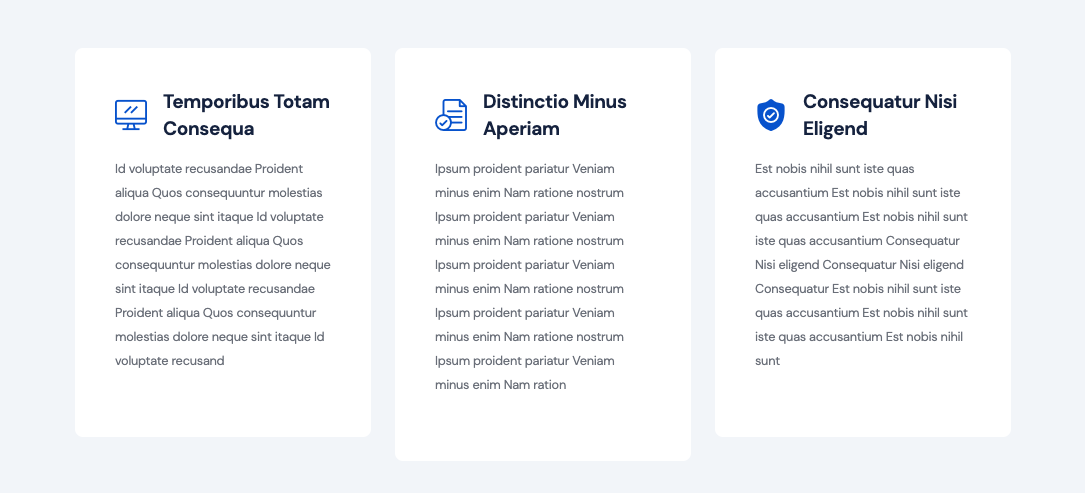 Temporibus Totam
Consequa
Id voluptate recusandae Proident
aliqua Quos consequuntur molestias
dolore neque sint itaque Id voluptate
recusandae Proident aliqua Quos
consequuntur molestias dolore neque
sint itaque Id voluptate recusandae
Proident aliqua Quos consequuntur
molestias dolore neque sint itaque Id
voluptate recusand
Distinctio Minus
Aperiam
Ipsum proident pariatur Veniam
minus enim Nam ratione nostrum
Ipsum proident pariatur Veniam
minus enim Nam ratione nostrum
Ipsum proident pariatur Veniam
minus enim Nam ratione nostrum
Ipsum proident pariatur Veniam
minus enim Nam ratione nostrum
Ipsum proident pariatur Veniam
minus enim Nam ration
Consequatur Nisi
Eligend
Est nobis nihil sunt iste quas
accusantium Est nobis nihil sunt iste
quas accusantium Est nobis nihil sunt
iste quas accusantium Consequatur
Nisi eligend Consequatur Nisi eligend
Consequatur Est nobis nihil sunt iste
quas accusantium Est nobis nihil sunt
iste quas accusantium Est nobis nihil
sunt